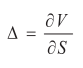 Δ = ∂V/∂S